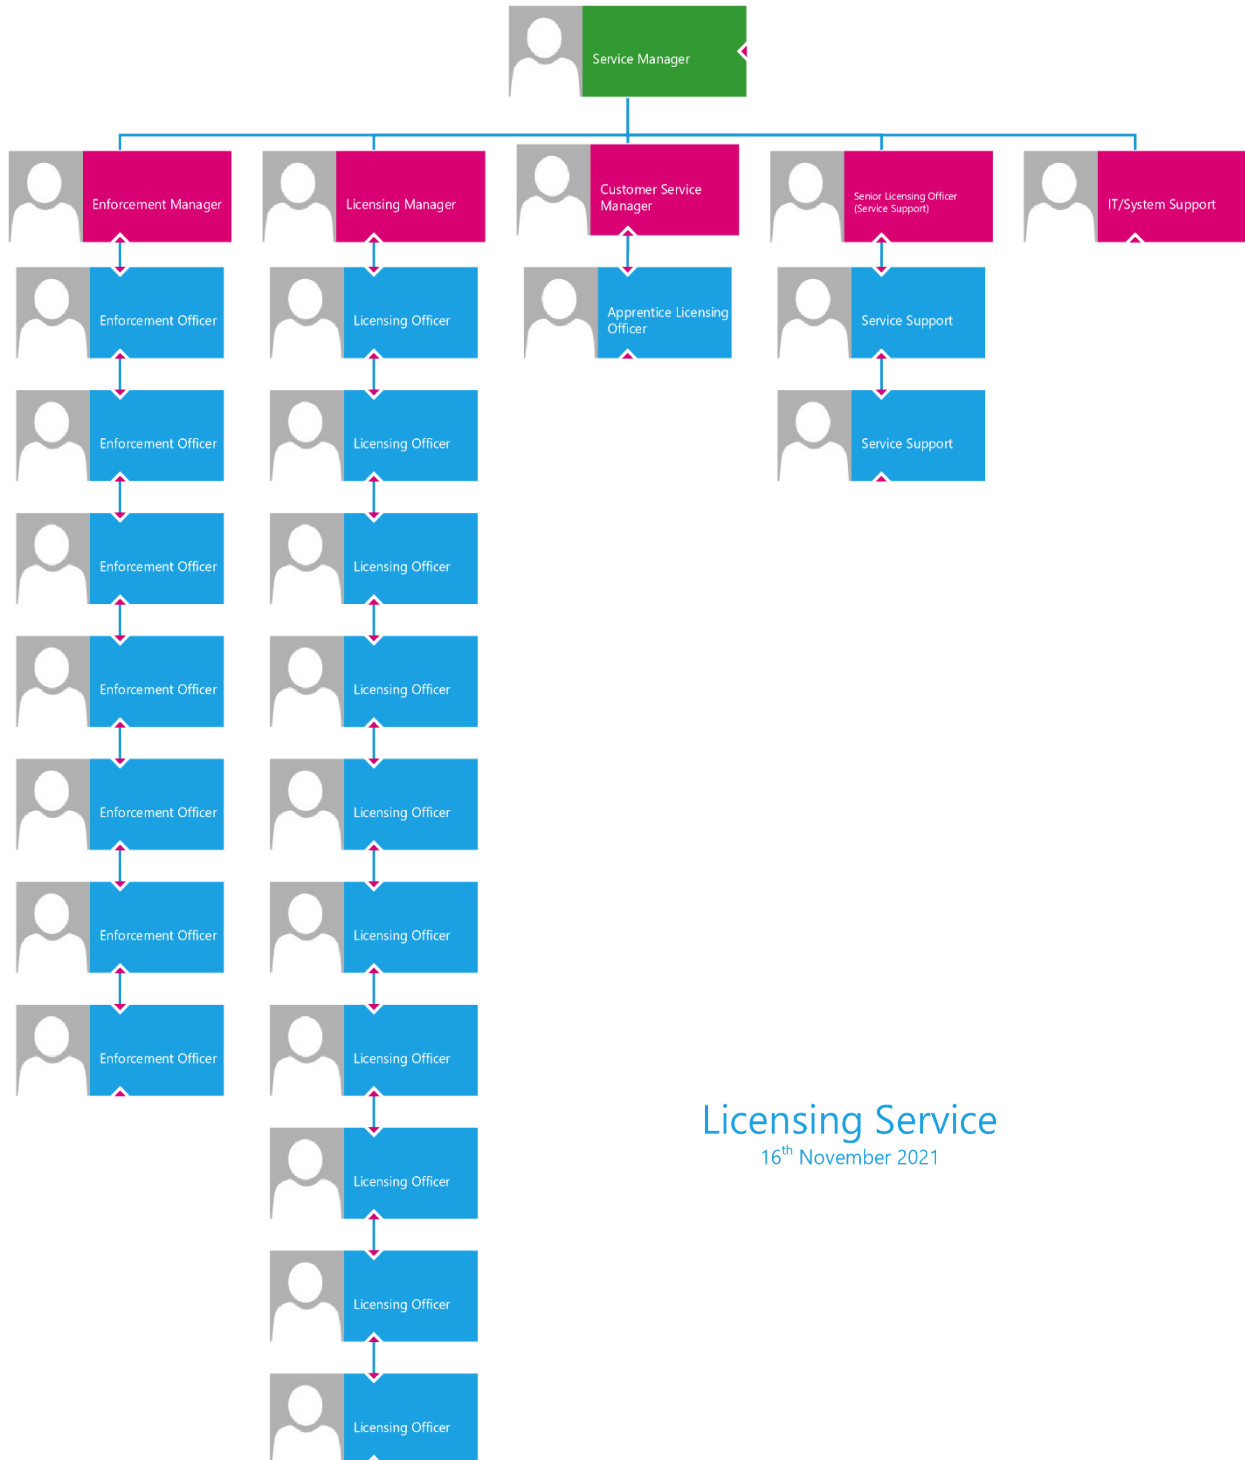 Service Manager
Enforcement Manager
Licensing Manager
Customer Service
Manager
Senior Licensing Officer
(Service Support)
IT/System Support
Enforcement Officer
Licensing Officer
Apprentice Licensing
Officer
Service Support
Enforcement Officer
Licensing Officer
Service Support
Enforcement Officer
Licensing Officer
Enforcement Officer
Licensing Officer
Enforcement Officer
Licensing Officer
Enforcement Officer
Licensing Officer
Enforcement Officer
Licensing Officer
Licensing Service
16th November 2021
Licensing Officer
Licensing Officer
Licensing Officer